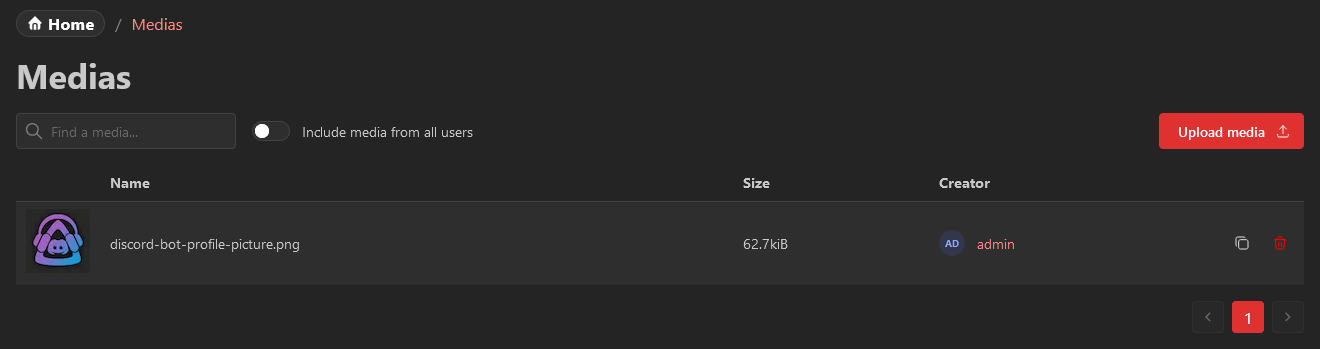 Home / Medias
Medias
Find a media...
Include media from all users
Upload media
Name Size Creator
discord-bot-profile-picture.png 62.7kiB AD admin
1